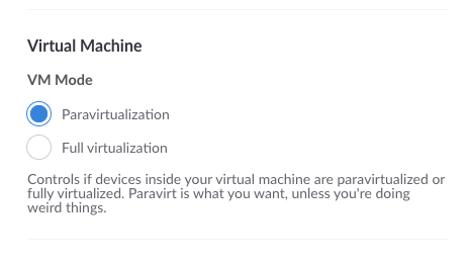 Virtual Machine
VM Mode
Paravirtualization
Full virtualization
Controls if devices inside your virtual machine are paravirtualized or
fully virtualized. Paravirt is what you want, unless you're doing
weird things.